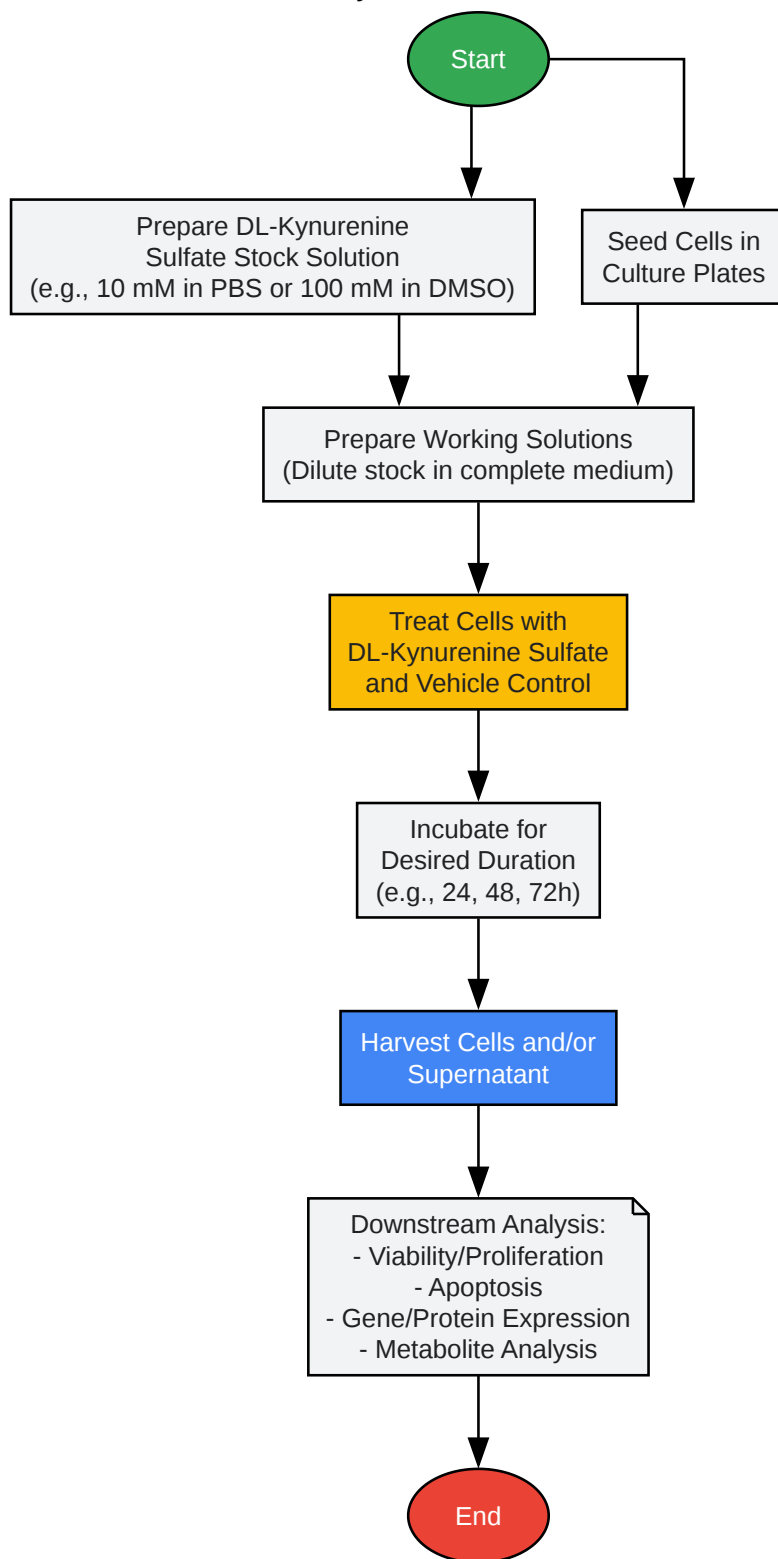 Start
Prepare DL-Kynurenine
Sulfate Stock Solution
(e.g., 10 mM in PBS or 100 mM in DMSO)
Seed Cells in
Culture Plates
Prepare Working Solutions
(Dilute stock in complete medium)
Treat Cells with
DL-Kynurenine Sulfate
and Vehicle Control
Incubate for
Desired Duration
(e.g., 24, 48, 72h)
Harvest Cells and/or
Supernatant
Downstream Analysis:
- Viability/Proliferation
- Apoptosis
- Gene/Protein Expression
- Metabolite Analysis
End